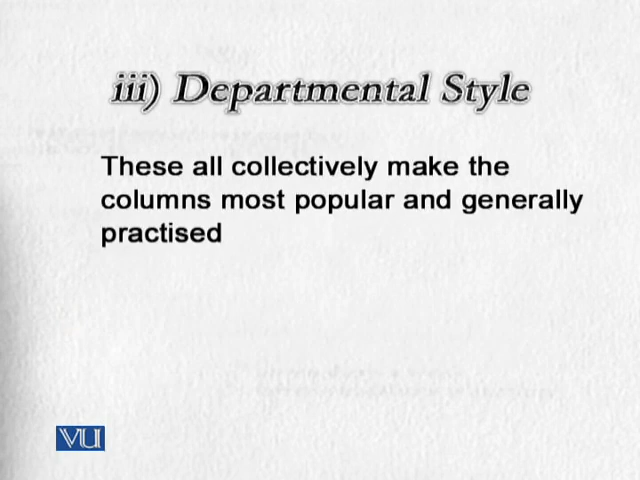 iii) Departmental Style
These all collectively make the
columns most popular and generally
practised
VU